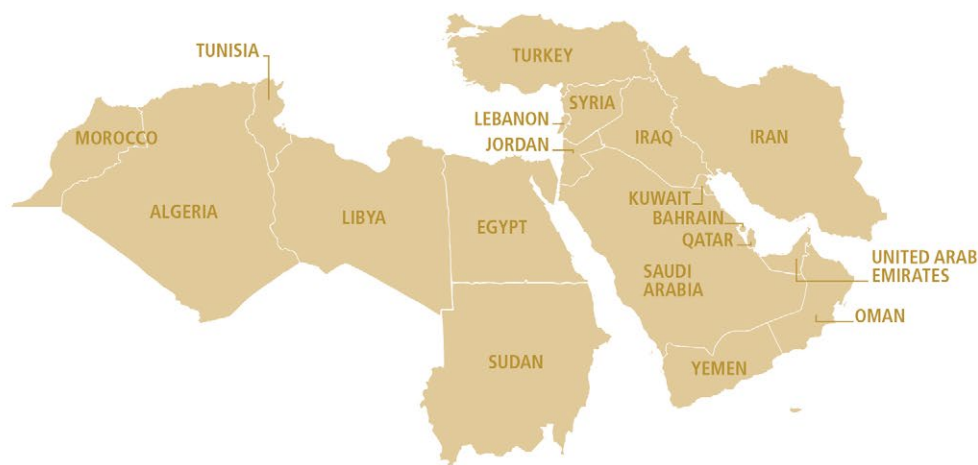 TURKEY
TUNISIA
SYRIA
LEBANON
MOROCCO
IRAQ
IRAN
JORDAN
KUWAIT
ALGERIA
LIBYA
EGYPT
BAHRAIN
QATAR
UNITED ARAB
EMIRATES
SAUDI
ARABIA
OMAN
SUDAN
YEMEN